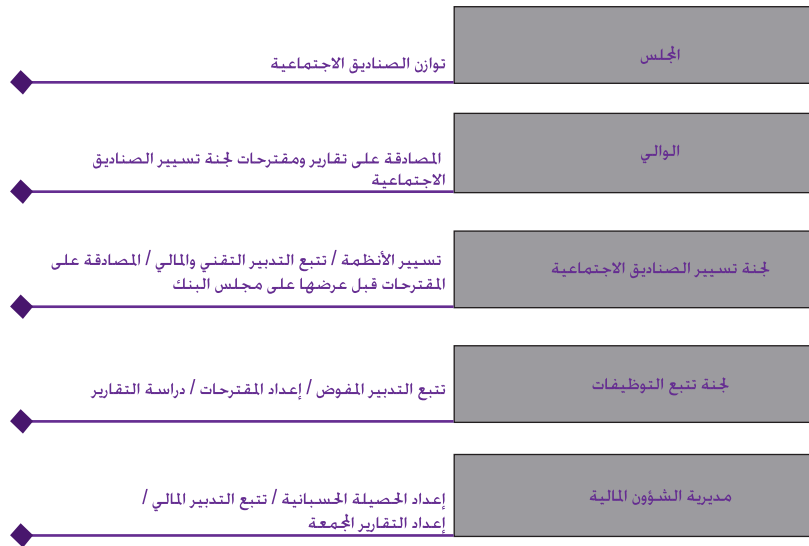 المجلس
توازن الصناديق الاجتماعية
الوالي
المصادقة على تقارير ومقترحات لجنة تسيير الصناديق
الاجتماعية
لجنة تسيير الصناديق الاجتماعية
تسيير الأنظمة / تتبع التدبير التقني والمالي / المصادقة على
المقترحات قبل عرضها على مجلس البنك
لجنة تتبع التوظيفات
تتبع التدبير المفوض / إعداد المقترحات / دراسة التقارير
مديرية الشؤون المالية
إعداد الحصيلة الحسبانية / تتبع التدبير المالي /
إعداد التقارير المجمعة